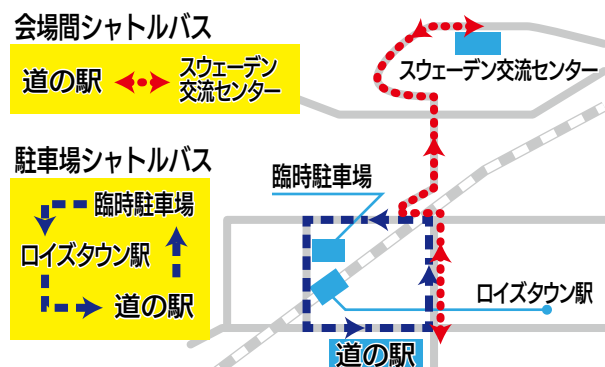 会場間シャトルバス
道の駅
スウェーデン
交流センター
スウェーデン交流センター
駐車場シャトルバス
臨時駐車場
ロイズタウン駅
道の駅
臨時駐車場
ロイズタウン駅
道の駅